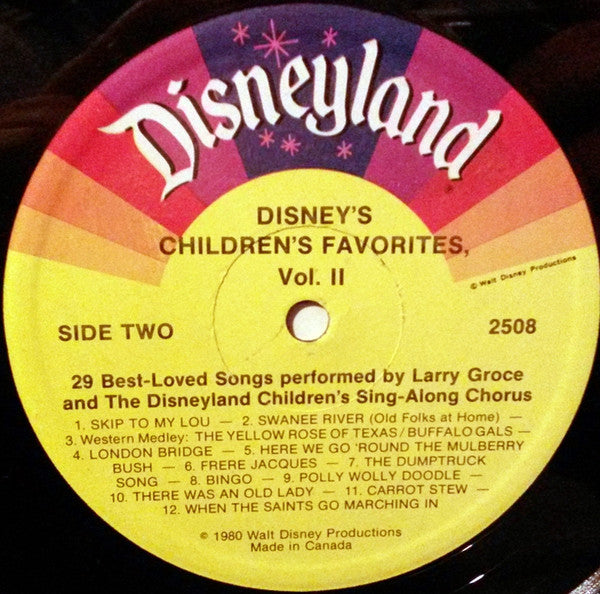 Disneyland
DISNEY'S
CHILDREN'S FAVORITES,
Vol. II
© Walt Disney Productions
SIDE TWO
2508
29 Best-Loved Songs performed by Larry Groce
and The Disneyland Children's Sing-Along Chorus
1. SKIP TO MY LOU — 2. SWANEE RIVER (Old Folks at Home) —
3. Western Medley: THE YELLOW ROSE OF TEXAS/BUFFALO GALS —
4. LONDON BRIDGE — 5. HERE WE GO 'ROUND THE MULBERRY
BUSH — 6. FRERE JACQUES — 7. THE DUMPTRUCK
SONG — 8. BINGO — 9. POLLY WOLLY DOODLE —
10. THERE WAS AN OLD LADY — 11. CARROT STEW —
12. WHEN THE SAINTS GO MARCHING IN
© 1980 Walt Disney Productions
Made in Canada